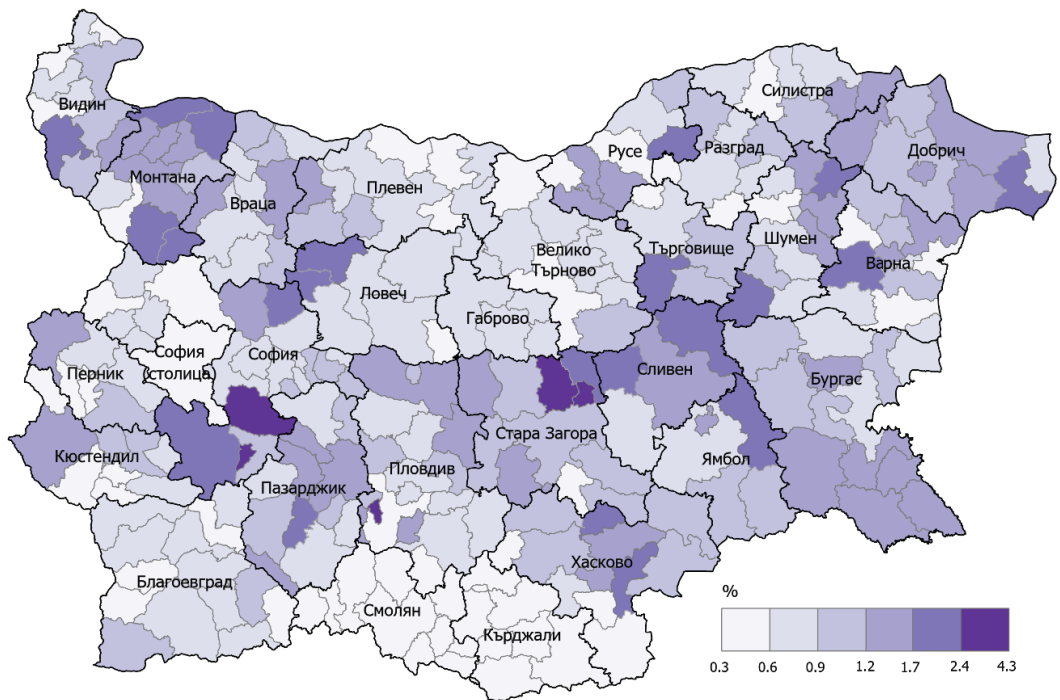 Видин
Монтана
Враца
Плевен
Русе
Силистра
Разград
Добрич
Велико
Търново
Търговище
Шумен
Варна
Ловеч
Габрово
София
(столица)
София
Перник
Сливен
Бургас
Кюстендил
Стара Загора
Ямбол
Пловдив
Пазарджик
Хасково
Благоевград
Смолян
Кърджали
%
0.3 0.6 0.9 1.2 1.7 2.4 4.3